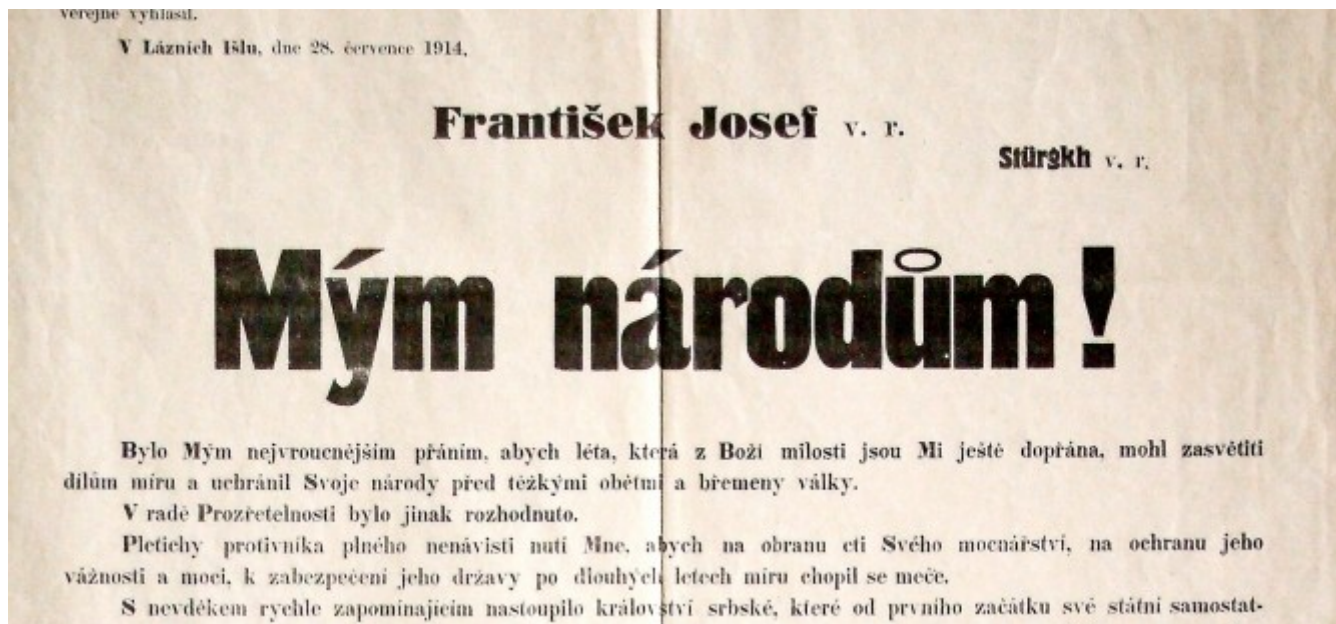 veřejně vyhlásil.
V Lázních Išlu, dne 28. července 1914.
František Josef v. r.
Stürgkh v. r.
Mým národům!
Bylo Mým nejvroucnějším přáním, abych léta, která z Boží milosti jsou Mi ještě dopřána, mohl zasvětiti
dílům míru a uchránil Svoje národy před těžkými obětmi a břemeny války.
V radě Prozřetelnosti bylo jinak rozhodnuto.
Pletichy protivníka plného nenávisti nutí Mne, abych na obranu cti Svého mocnářství, na ochranu jeho
vážnosti a moci, k zabezpečení jeho državy po dlouhých letech míru chopil se meče.
S nevděkem rychle zapomínajícím nastoupilo království srbské, které od prvního začátku své státní samostat-